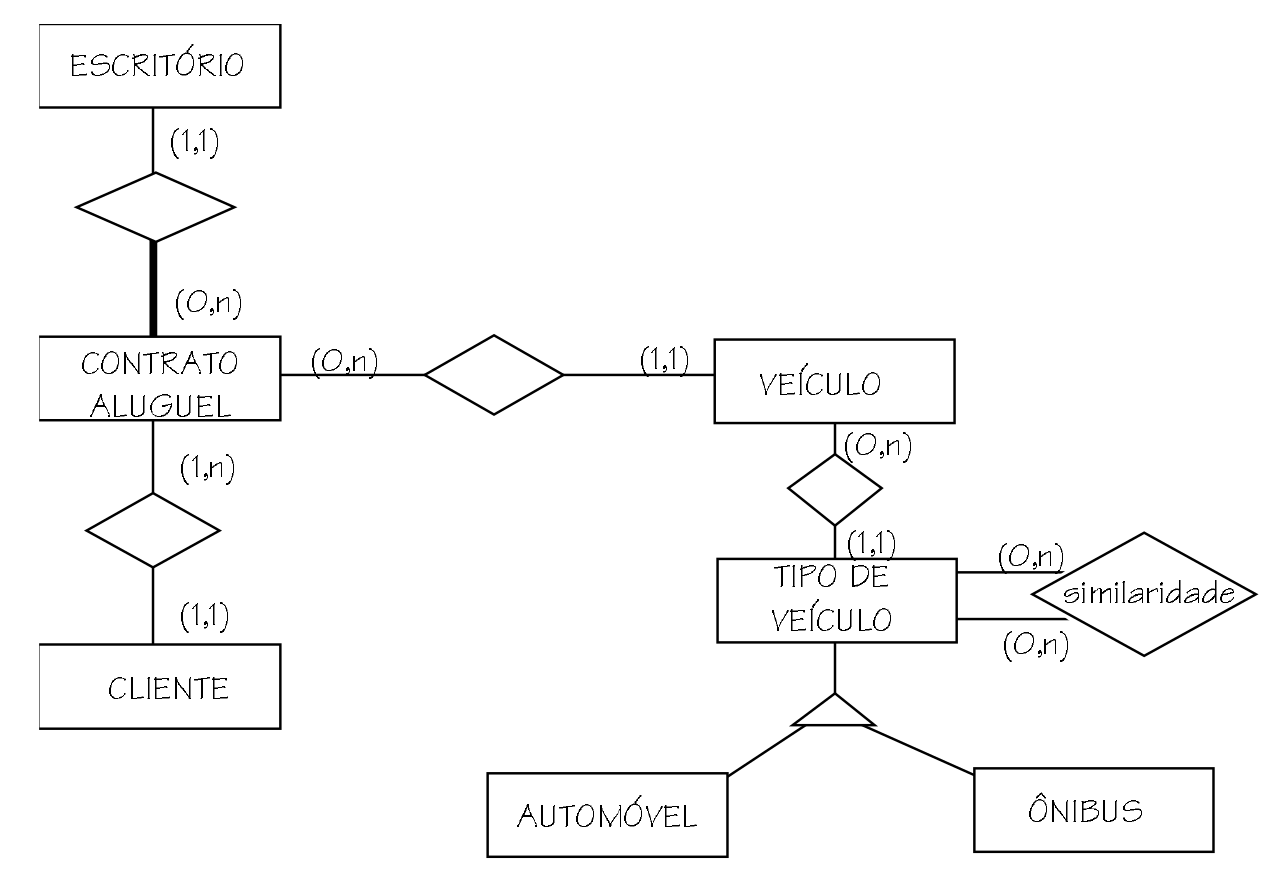 ESCRITÓRIO
(1,1)
(0,n)
CONTRATO
ALUGUEL
(0,n)
(1,1)
VEÍCULO
(1,n)
(0,n)
(1,1)
TIPO DE
VEÍCULO
(0,n)
similaridade
(0,n)
(1,1)
CLIENTE
AUTOMÓVEL
ÔNIBUS